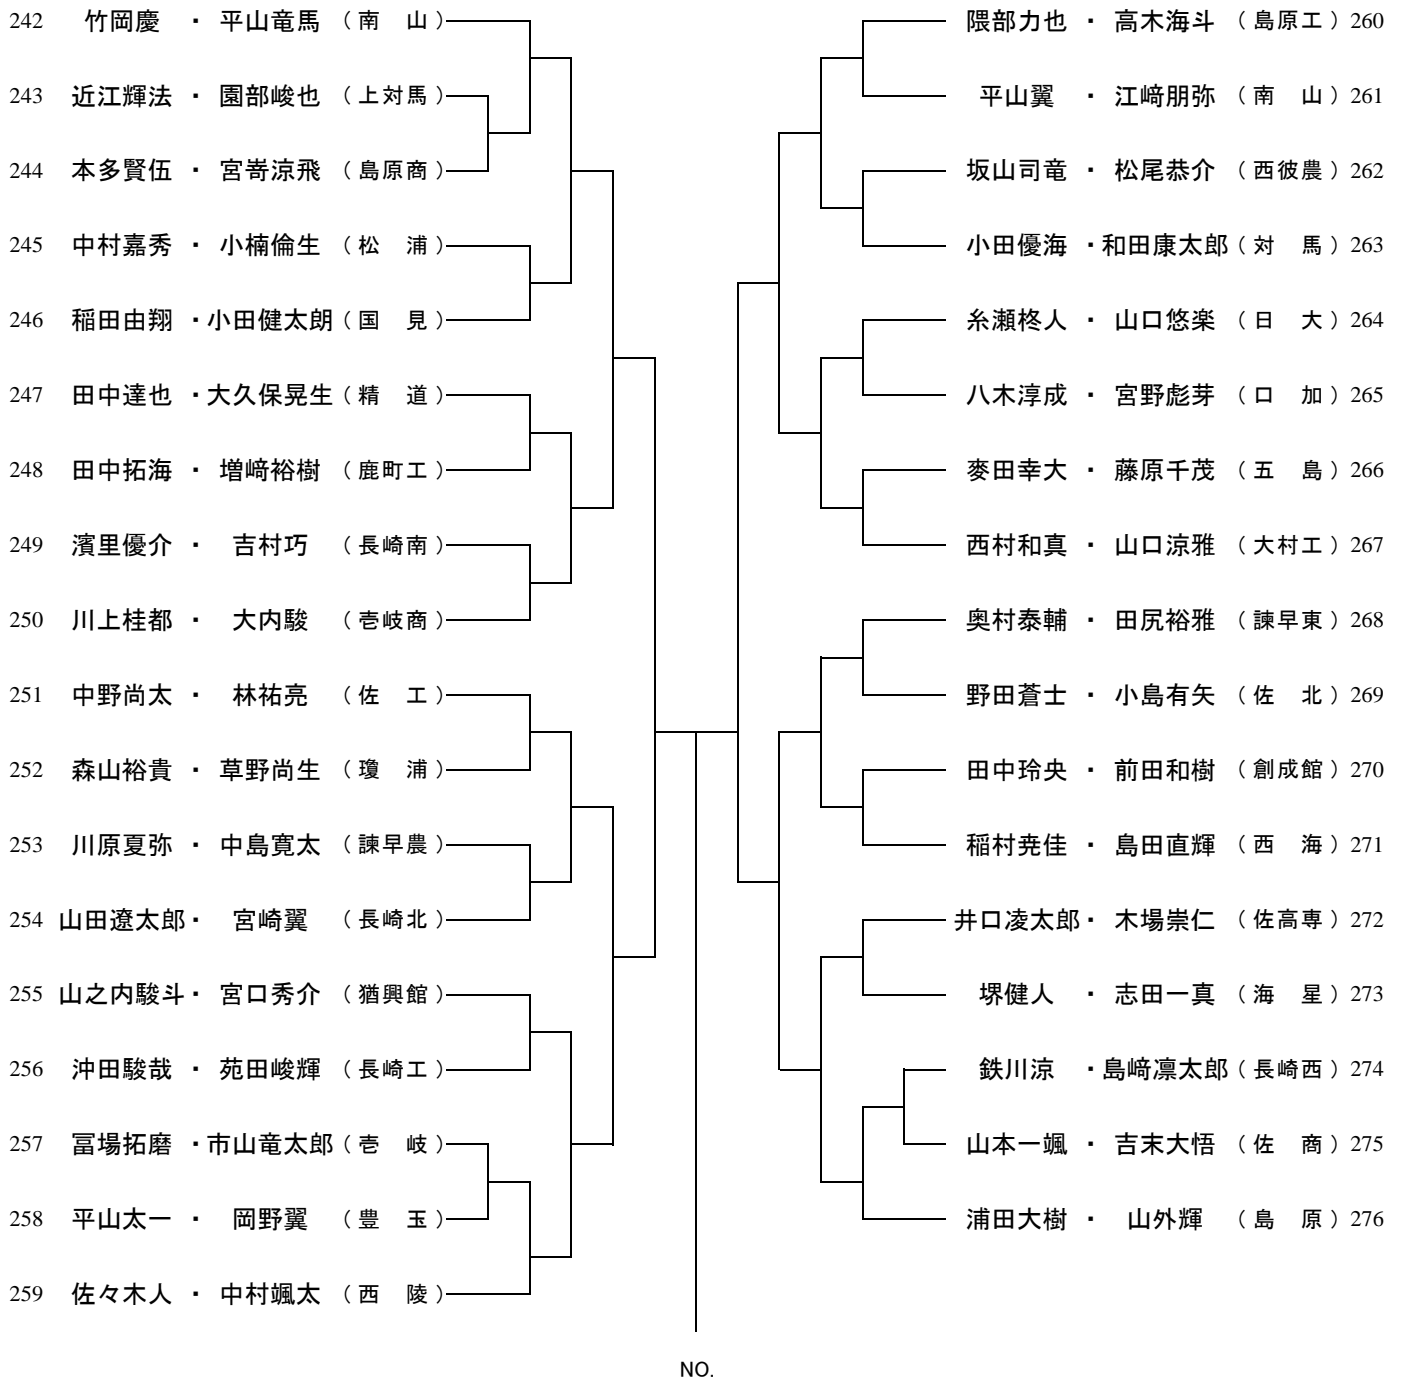 242 竹岡慶 ・ 平山竜馬 （ 南 山 ）
243 近江輝法 ・ 園部峻也 （ 上対馬 ）
244 本多賢伍 ・ 宮嵜涼飛 （ 島原商 ）
245 中村嘉秀 ・ 小楠倫生 （ 松 浦 ）
246 稲田由翔 ・ 小田健太朗 （ 国 見 ）
247 田中達也 ・ 大久保晃生 （ 精 道 ）
248 田中拓海 ・ 増﨑裕樹 （ 鹿町工 ）
249 濱里優介 ・ 吉村巧 （ 長崎南 ）
250 川上桂都 ・ 大内駿 （ 壱岐商 ）
251 中野尚太 ・ 林祐亮 （ 佐 工 ）
252 森山裕貴 ・ 草野尚生 （ 瓊 浦 ）
253 川原夏弥 ・ 中島寛太 （ 諫早農 ）
254 山田遼太郎 ・ 宮崎翼 （ 長崎北 ）
255 山之内駿斗 ・ 宮口秀介 （ 猶興館 ）
256 沖田駿哉 ・ 苑田峻輝 （ 長崎工 ）
257 冨場拓磨 ・ 市山竜太郎 （ 壱 岐 ）
258 平山太一 ・ 岡野翼 （ 豊 玉 ）
259 佐々木人 ・ 中村颯太 （ 西 陵 ）
隈部力也 ・ 高木海斗 （ 島原工 ） 260
平山翼 ・ 江﨑朋弥 （ 南 山 ） 261
坂山司竜 ・ 松尾恭介 （ 西彼農 ） 262
小田優海 ・ 和田康太郎 （ 対 馬 ） 263
糸瀬柊人 ・ 山口悠楽 （ 日 大 ） 264
八木淳成 ・ 宮野彪芽 （ 口 加 ） 265
麥田幸大 ・ 藤原千茂 （ 五 島 ） 266
西村和真 ・ 山口涼雅 （ 大村工 ） 267
奥村泰輔 ・ 田尻裕雅 （ 諫早東 ） 268
野田蒼士 ・ 小島有矢 （ 佐 北 ） 269
田中玲央 ・ 前田和樹 （ 創成館 ） 270
稲村尭佳 ・ 島田直輝 （ 西 海 ） 271
井口凌太郎 ・ 木場崇仁 （ 佐高専 ） 272
堺健人 ・ 志田一真 （ 海 星 ） 273
鉄川涼 ・ 島﨑凛太郎 （ 長崎西 ） 274
山本一颯 ・ 吉末大悟 （ 佐 商 ） 275
浦田大樹 ・ 山外輝 （ 島 原 ） 276
NO.